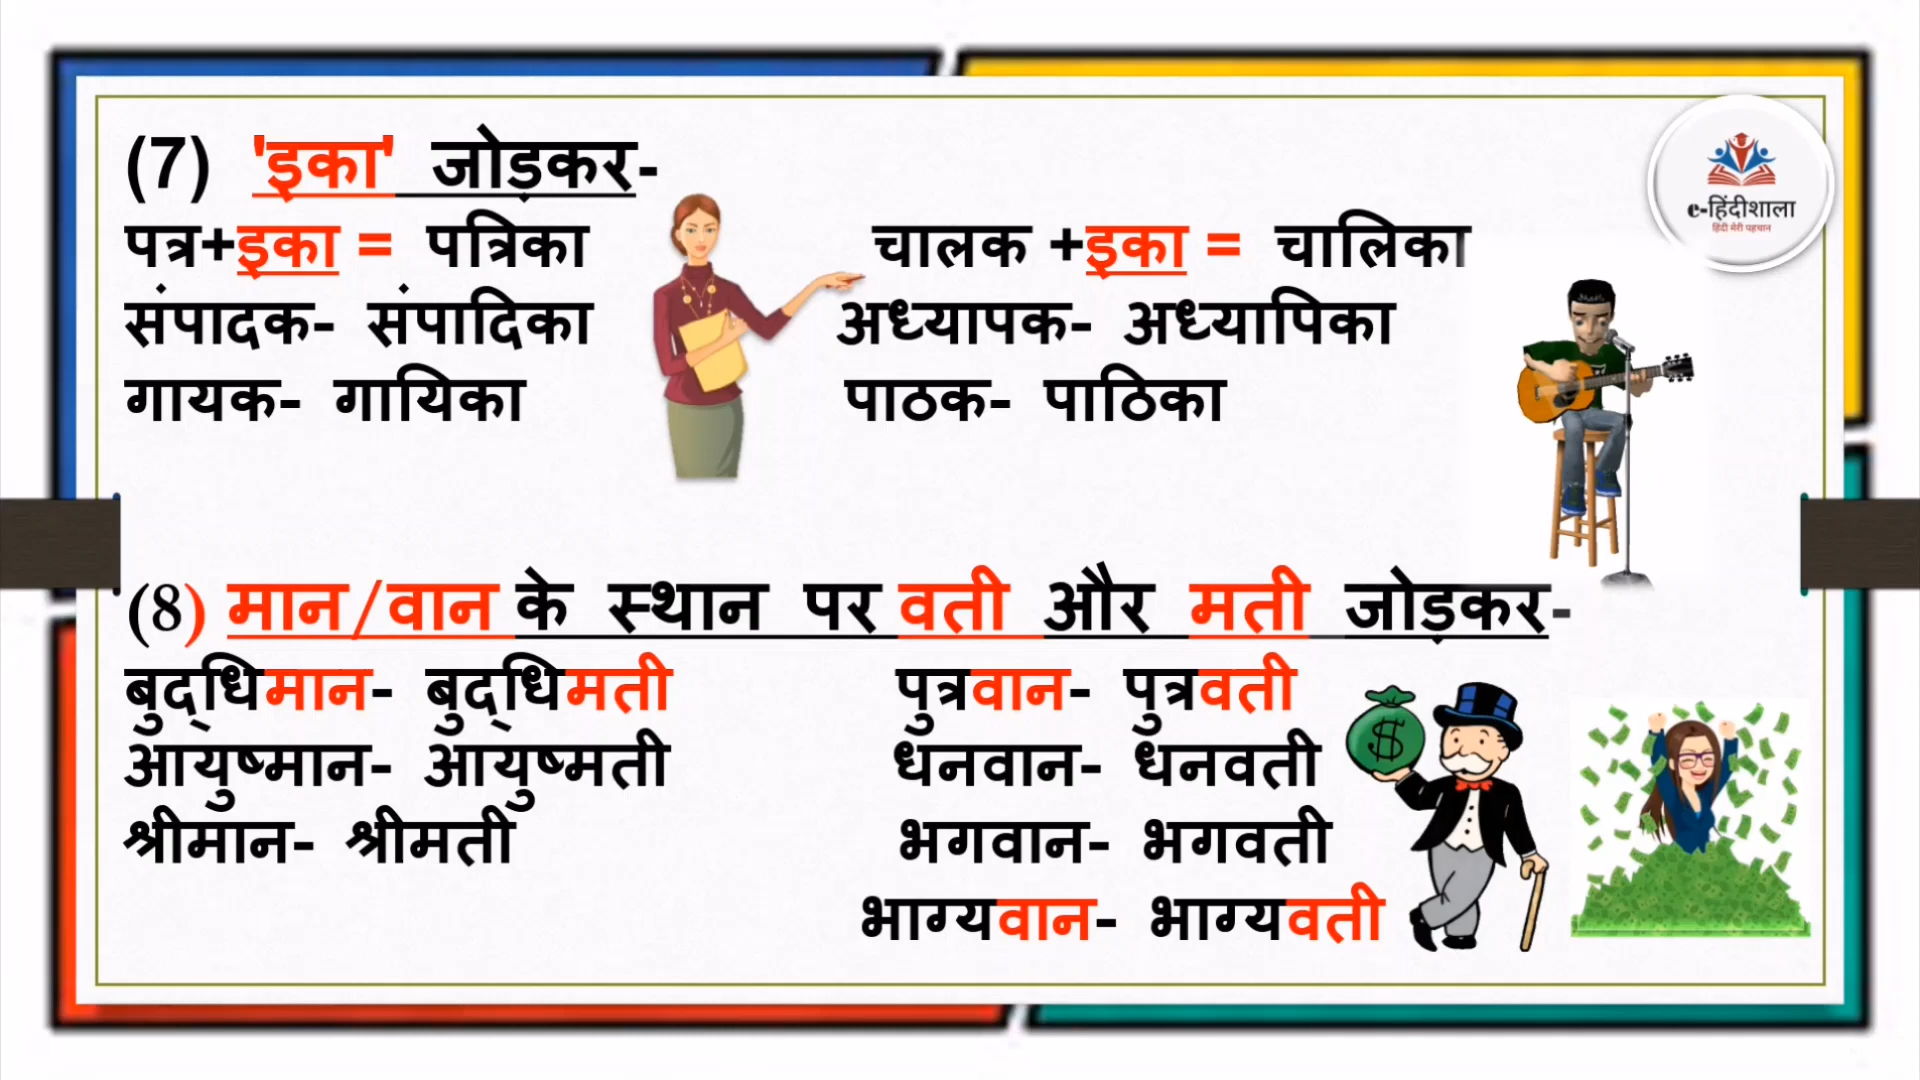 (7) 'इका' जोड़कर-
e-हिंदीशाला
हिंदी मेरी पहचान
पत्र+इका = पत्रिका चालक +इका = चालिका
संपादक- संपादिका अध्यापक- अध्यापिका
गायक- गायिका पाठक- पाठिका
(8) मान/वान के स्थान पर वती और मती जोड़कर-
बुद्‌धिमान- बुद्‌धिमती पुत्रवान- पुत्रवती
आयुष्मान- आयुष्मती धनवान- धनवती
श्रीमान- श्रीमती भगवान- भगवती
भाग्यवान- भाग्यवती
$